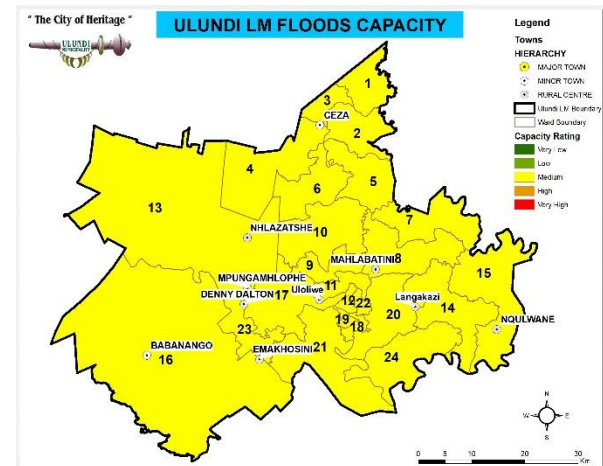 " The City of Heritage "
ULUNDI
MUNICIPALITY
ULUNDI LM FLOODS CAPACITY
Legend
Towns
HIERARCHY
MAJOR TOWN
MINOR TOWN
RURAL CENTRE
Ulundi LM Boundary
Ward Boundary
Capacity Rating
Very Low
Low
Medium
High
Very High
1
3
CEZA
2
4
5
6
13
7
NHLAZATSHE 10
MAHLABATINI 8
9
15
MPUNGAMHLOPHE
11
17
Uloliwe
DENNY DALTON
12
22
Langakazi
20
14
19
18
NQULWANE
23
21
BABANANGO
16
EMAKHOSINI
24
N
W
E
S
0 5 10 20 30
Km